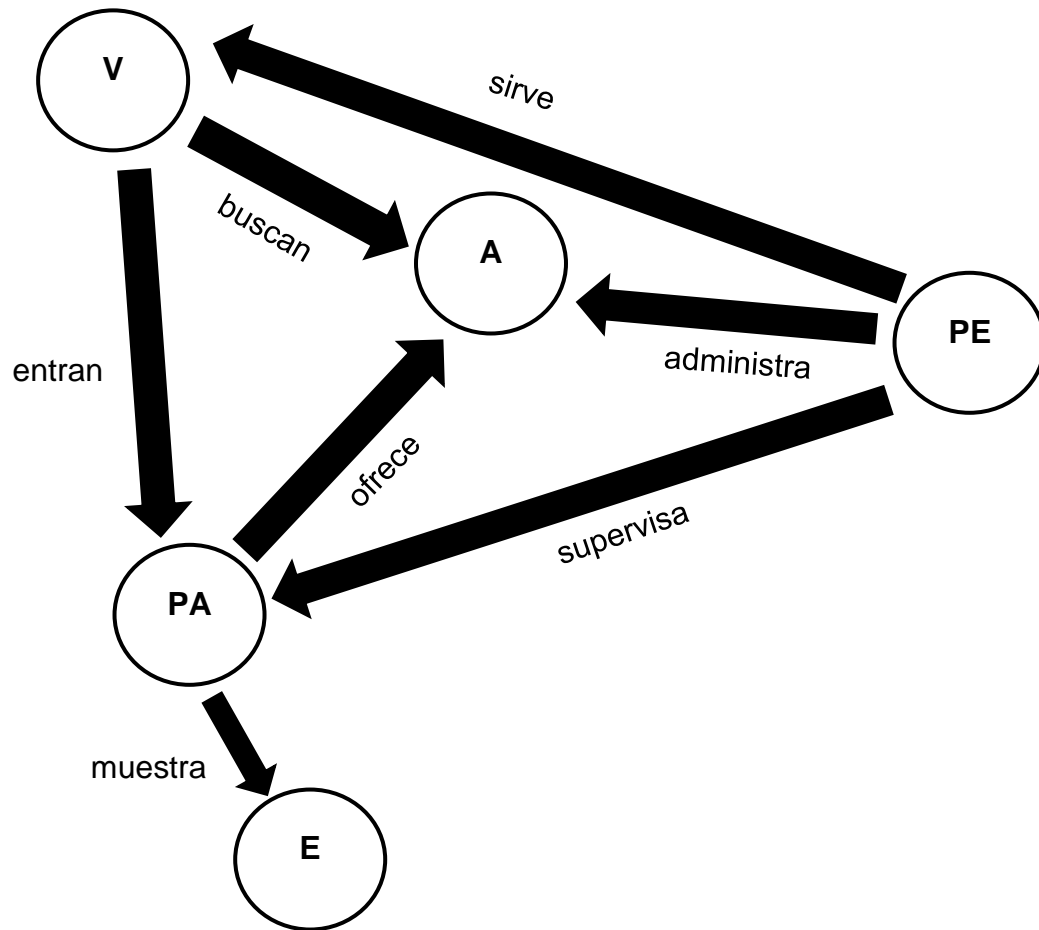 V
sirve
buscan
A
PE
administra
entran
ofrece
supervisa
PA
muestra
E